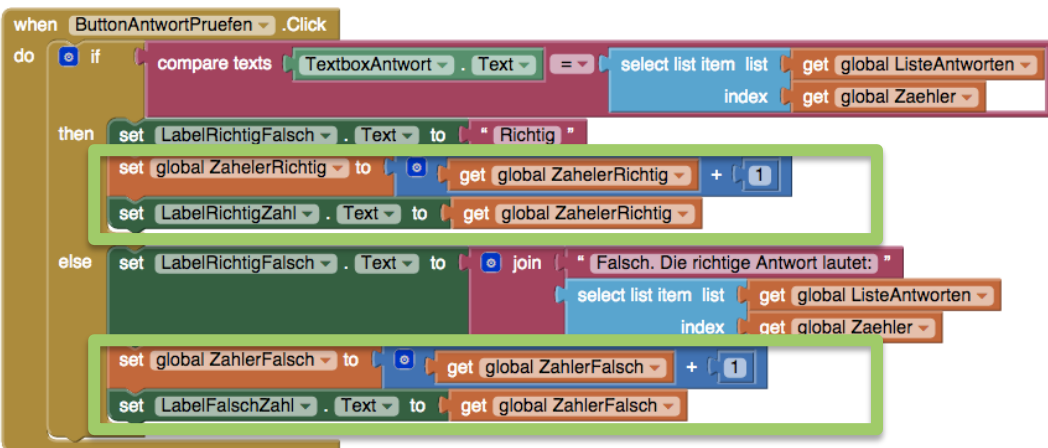 when ButtonAntwortPruefen .Click
do if compare texts TextboxAntwort . Text = select list item list get global ListeAntworten
index get global Zaehler
then set LabelRichtigFalsch . Text to " Richtig "
set global ZahelerRichtig to get global ZahelerRichtig + 1
set LabelRichtigZahl . Text to get global ZahelerRichtig
else set LabelRichtigFalsch . Text to join " Falsch. Die richtige Antwort lautet: "
select list item list get global ListeAntworten
index get global Zaehler
set global ZahlerFalsch to get global ZahlerFalsch + 1
set LabelFalschZahl . Text to get global ZahlerFalsch